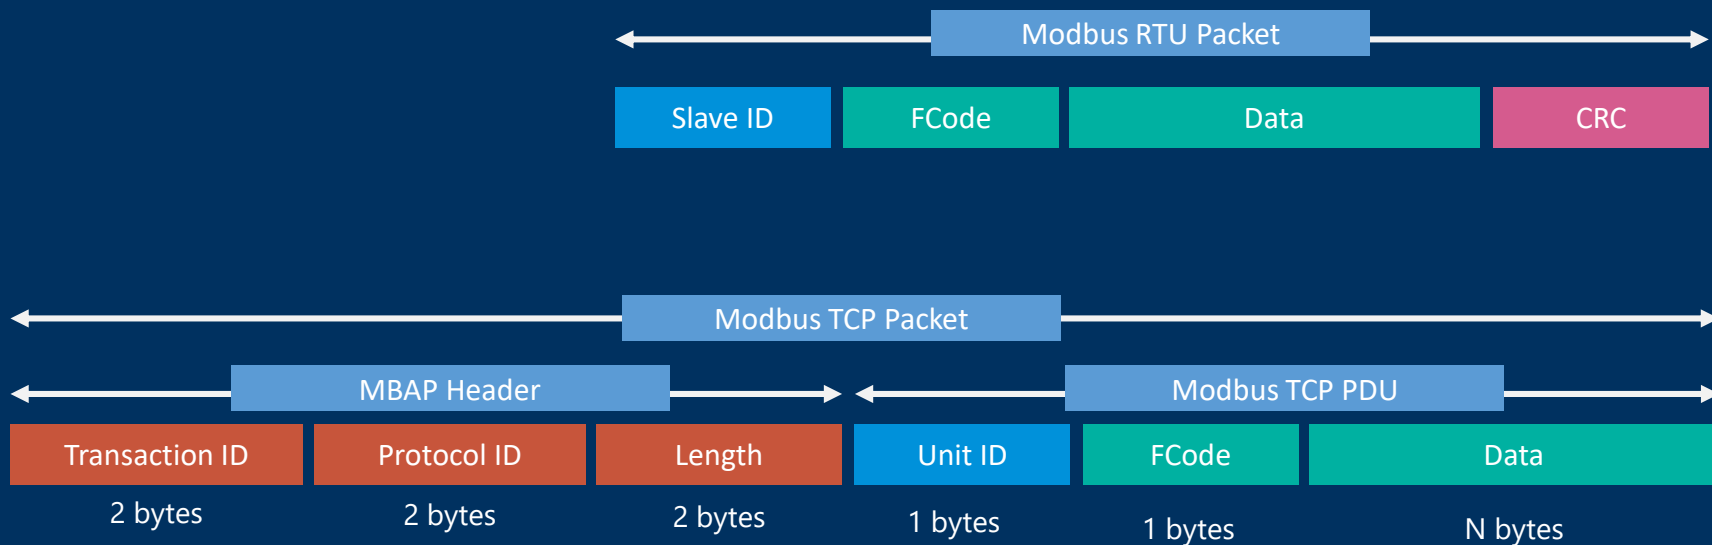 Modbus RTU Packet
Slave ID FCode Data CRC
Modbus TCP Packet
MBAP Header Modbus TCP PDU
Transaction ID Protocol ID Length Unit ID FCode Data
2 bytes 2 bytes 2 bytes 1 bytes 1 bytes N bytes